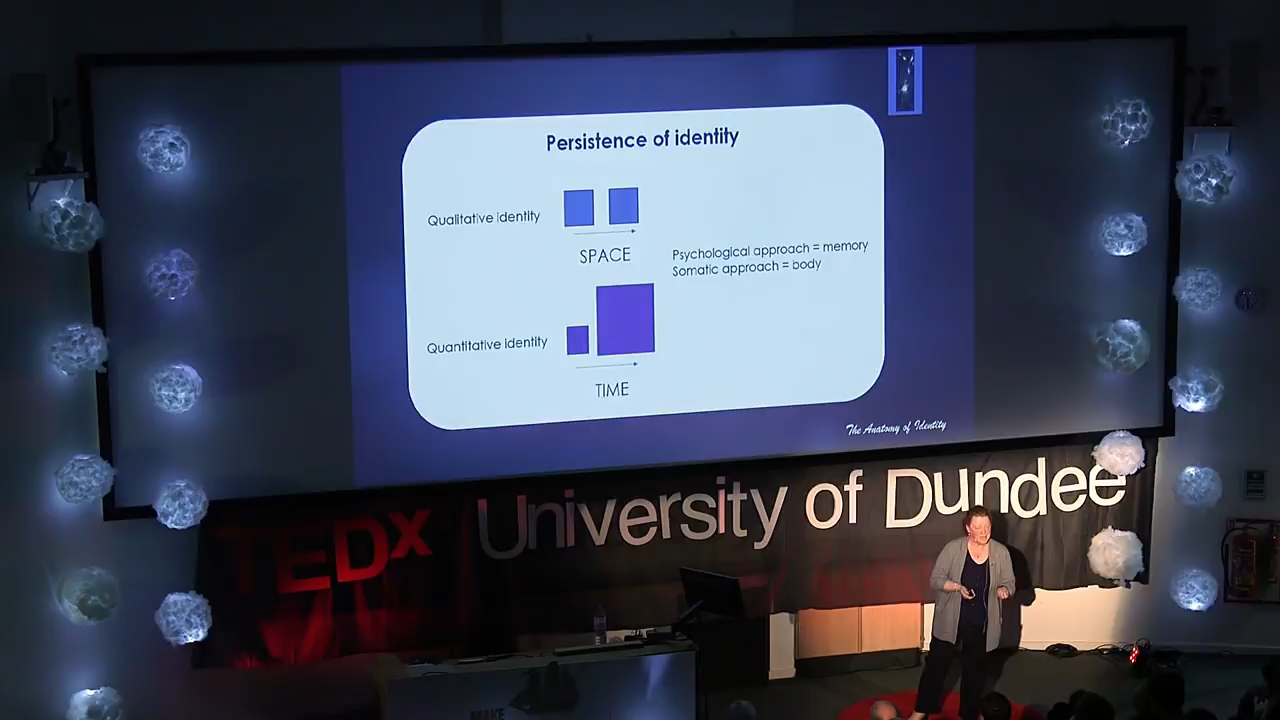 Persistence of identity
Qualitative identity
SPACE
Psychological approach = memory
Somatic approach = body
Quantitative identity
TIME
The Anatomy of Identity
TEDx University of Dundee
MAKE